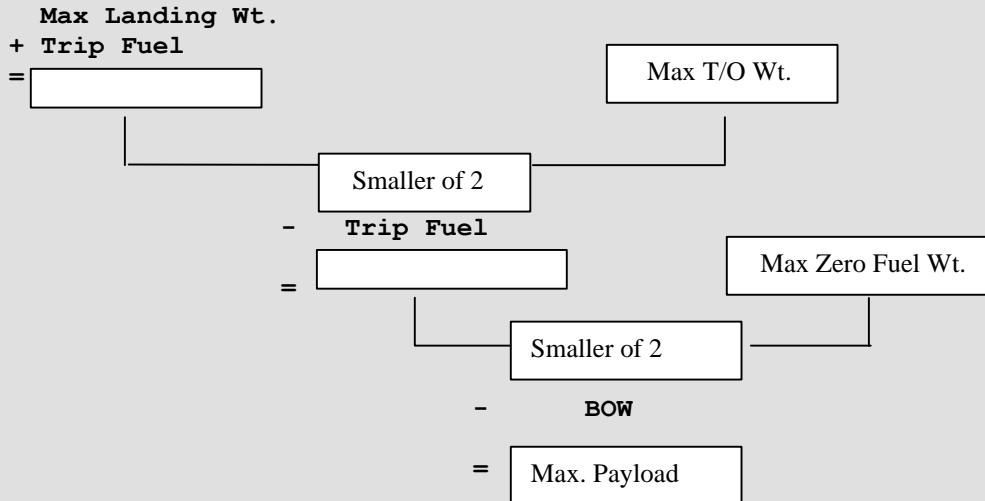 Max Landing Wt.
+ Trip Fuel
=
Max T/O Wt.
Smaller of 2
- Trip Fuel
=
Max Zero Fuel Wt.
Smaller of 2
- BOW
= Max. Payload